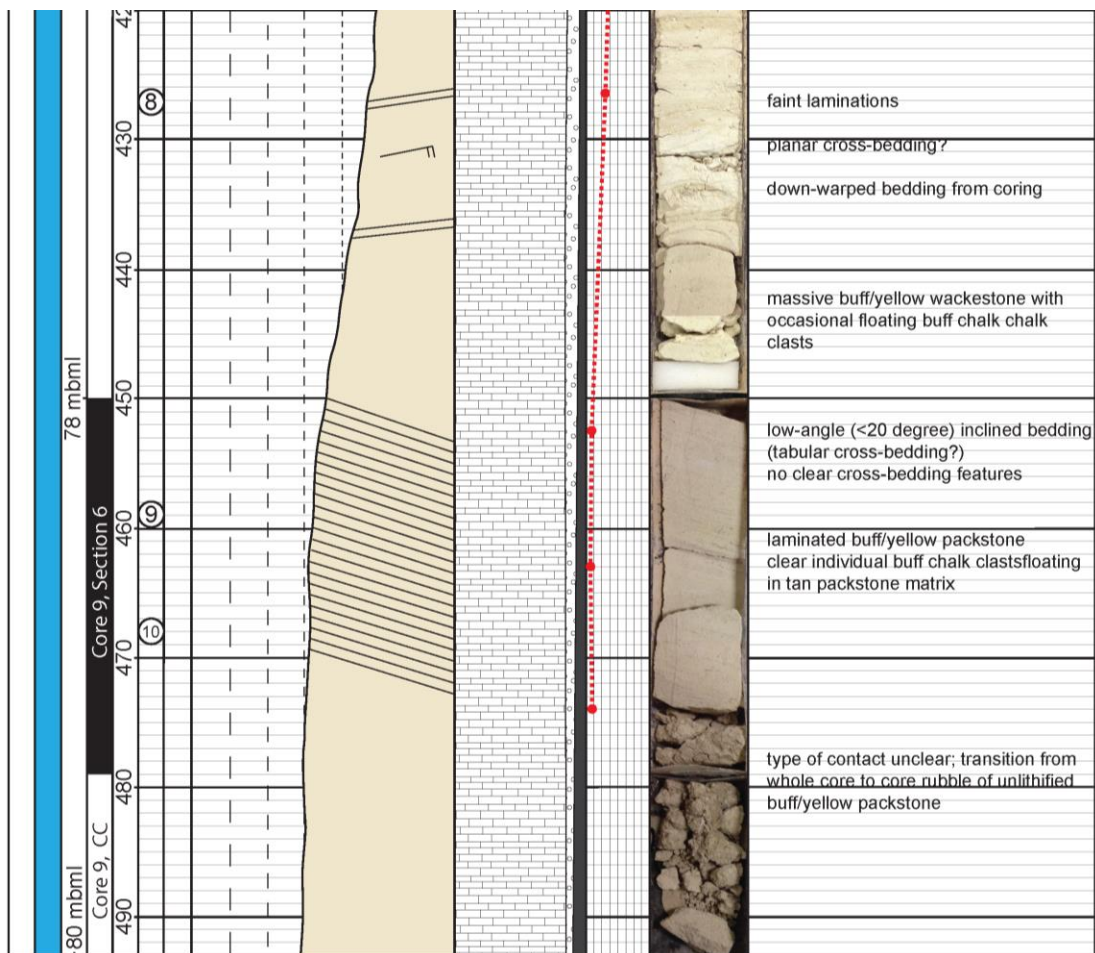 42
8
430
440
78 mbml
450
Core 9, Section 6
9
460
10
470
480
Core 9, CC
80 mbml
490
faint laminations
planar cross-bedding?
down-warped bedding from coring
massive buff/yellow wackestone with
occasional floating buff chalk chalk
clasts
low-angle (<20 degree) inclined bedding
(tabular cross-bedding?)
no clear cross-bedding features
laminated buff/yellow packstone
clear individual buff chalk clastsfloating
in tan packstone matrix
type of contact unclear; transition from
whole core to core rubble of unlithified
buff/yellow packstone